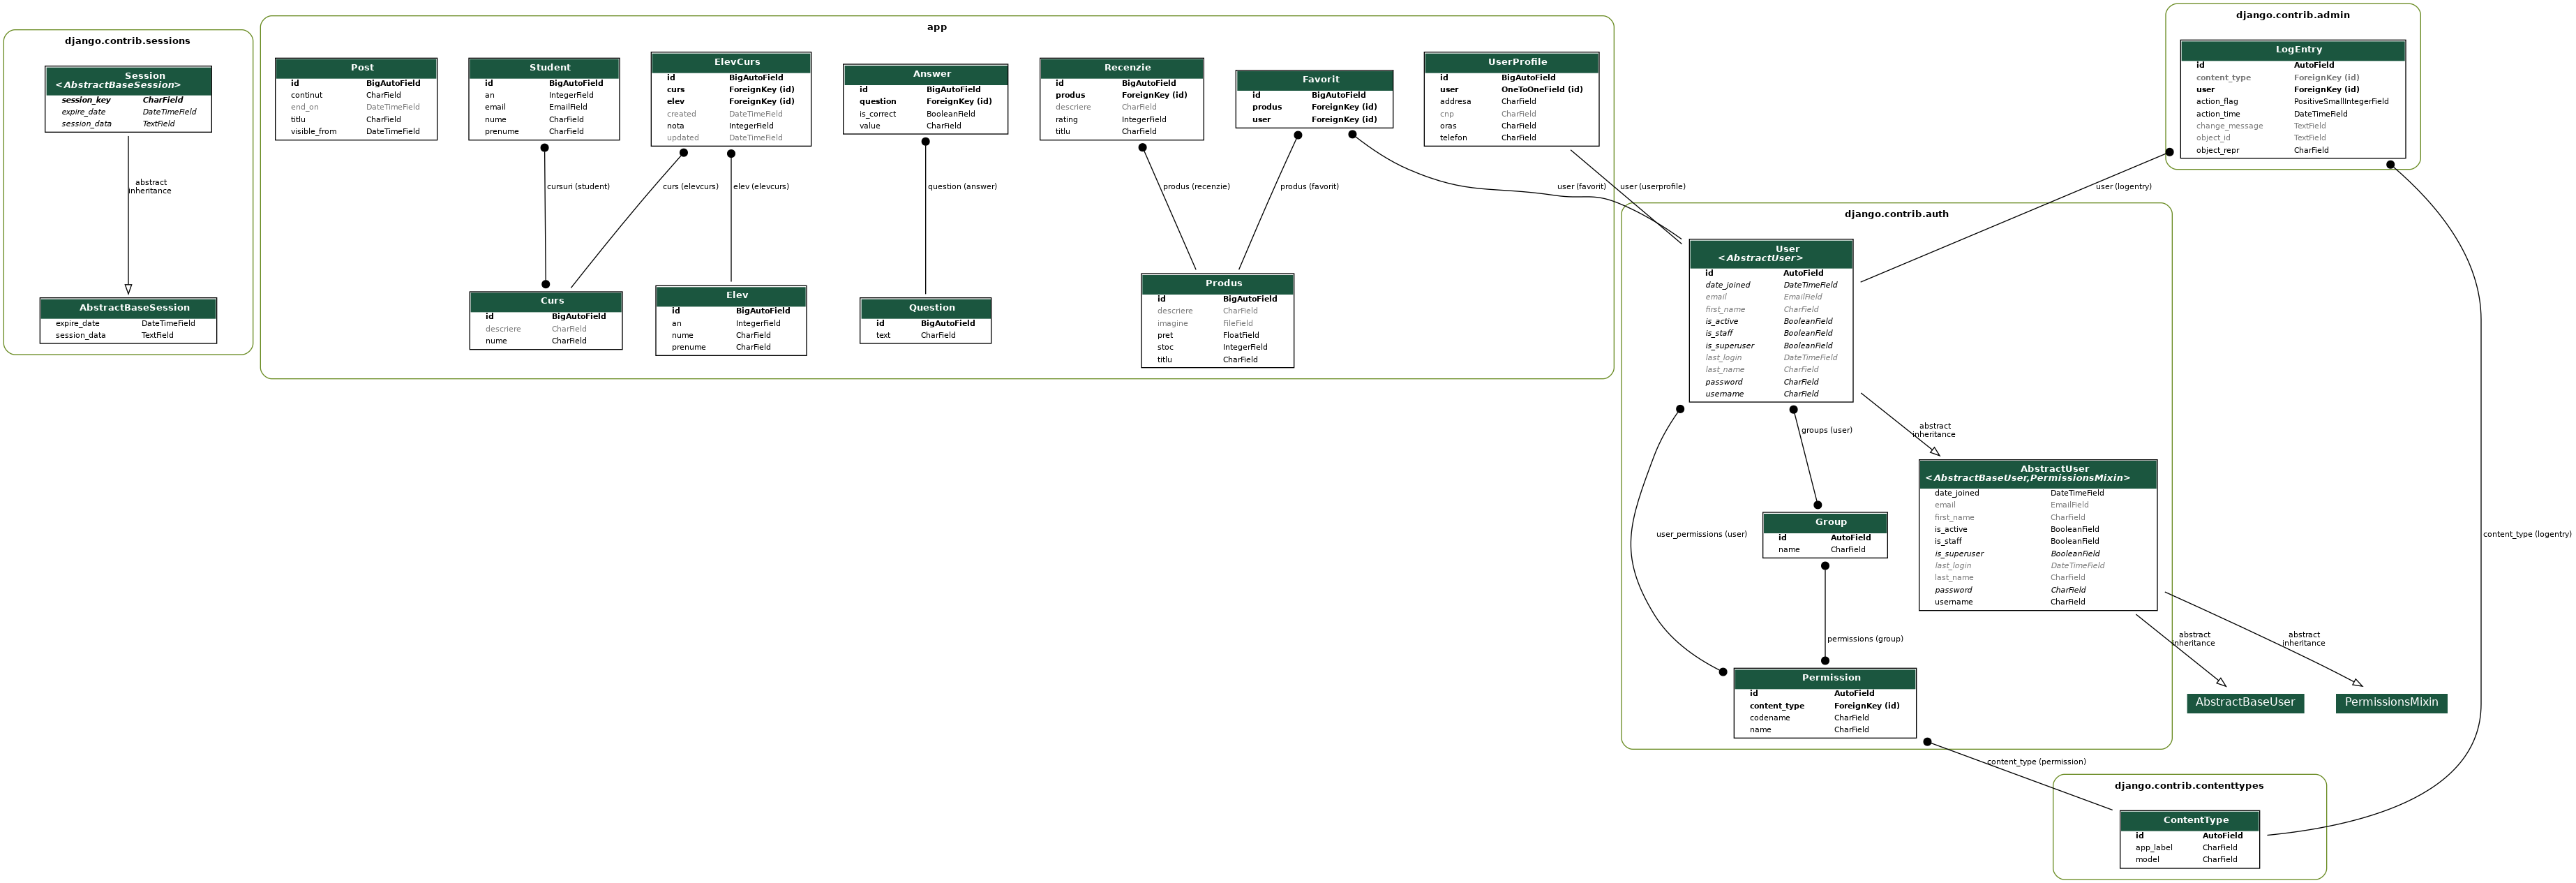 django.contrib.sessions
Session
<AbstractBaseSession>
session_key CharField
expire_date DateTimeField
session_data TextField
abstract
inheritance
AbstractBaseSession
expire_date DateTimeField
session_data TextField
app
Post
id BigAutoField
continut CharField
end_on DateTimeField
titlu CharField
visible_from DateTimeField
Student
id BigAutoField
an IntegerField
email EmailField
nume CharField
prenume CharField
ElevCurs
id BigAutoField
curs ForeignKey (id)
elev ForeignKey (id)
created DateTimeField
nota IntegerField
updated DateTimeField
Answer
id BigAutoField
question ForeignKey (id)
is_correct BooleanField
value CharField
Recenzie
id BigAutoField
produs ForeignKey (id)
descriere CharField
rating IntegerField
titlu CharField
Favorit
id BigAutoField
produs ForeignKey (id)
user ForeignKey (id)
UserProfile
id BigAutoField
user OneToOneField (id)
addresa CharField
cnp CharField
oras CharField
telefon CharField
cursuri (student)
curs (elevcurs)
elev (elevcurs)
question (answer)
produs (recenzie)
produs (favorit)
user (favorit)
user (userprofile)
user (logentry)
Curs
id BigAutoField
descriere CharField
nume CharField
Elev
id BigAutoField
an IntegerField
nume CharField
prenume CharField
Question
id BigAutoField
text CharField
Produs
id BigAutoField
descriere CharField
imagine FileField
pret FloatField
stoc IntegerField
titlu CharField
django.contrib.admin
LogEntry
id AutoField
content_type ForeignKey (id)
user ForeignKey (id)
action_flag PositiveSmallIntegerField
action_time DateTimeField
change_message TextField
object_id TextField
object_repr CharField
django.contrib.auth
User
<AbstractUser>
id AutoField
date_joined DateTimeField
email EmailField
first_name CharField
is_active BooleanField
is_staff BooleanField
is_superuser BooleanField
last_login DateTimeField
last_name CharField
password CharField
username CharField
groups (user)
abstract
inheritance
AbstractUser
<AbstractBaseUser,PermissionsMixin>
date_joined DateTimeField
email EmailField
first_name CharField
is_active BooleanField
is_staff BooleanField
is_superuser BooleanField
last_login DateTimeField
last_name CharField
password CharField
username CharField
Group
id AutoField
name CharField
user_permissions (user)
content_type (logentry)
permissions (group)
abstract
inheritance
abstract
inheritance
Permission
id AutoField
content_type ForeignKey (id)
codename CharField
name CharField
AbstractBaseUser
PermissionsMixin
content_type (permission)
django.contrib.contenttypes
ContentType
id AutoField
app_label CharField
model CharField